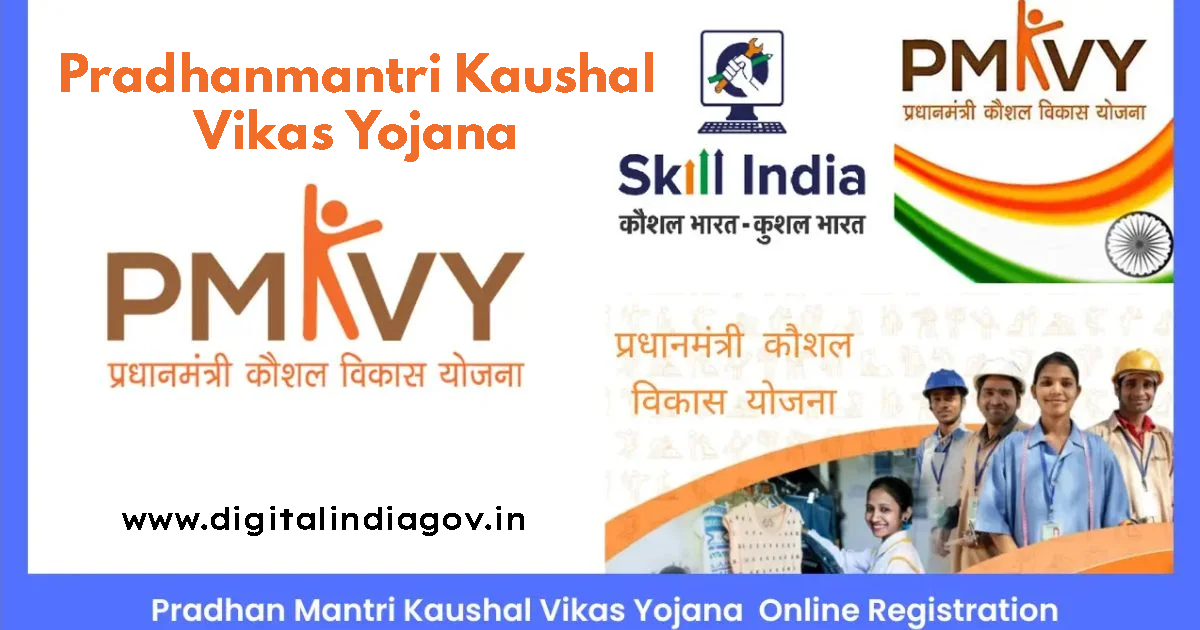 Pradhanmantri Kaushal
Vikas Yojana
PMKVY
प्रधानमंत्री कौशल विकास योजना
www.digitalindiagov.in
Skill India
कौशल भारत - कुशल भारत
PMKVY
प्रधानमंत्री कौशल विकास योजना
प्रधानमंत्री कौशल
विकास योजना
Pradhan Mantri Kaushal Vikas Yojana Online Registration